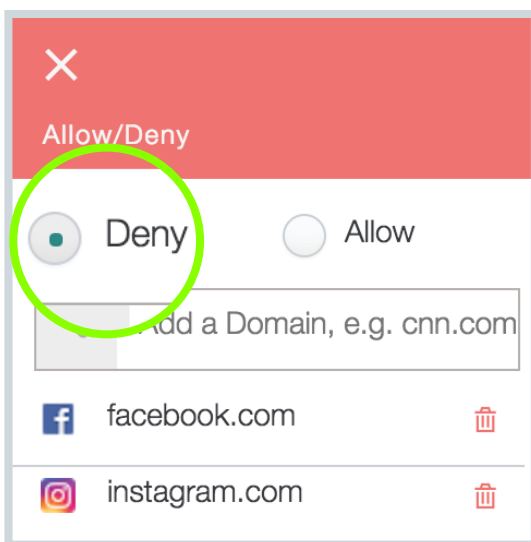 Allow/Deny
Deny Allow
Add a Domain, e.g. cnn.com
facebook.com
instagram.com